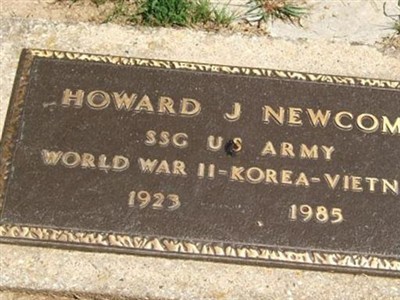 HOWARD J NEWCOM
SSG US ARMY
WORLD WAR II-KOREA-VIETN
1923 1985